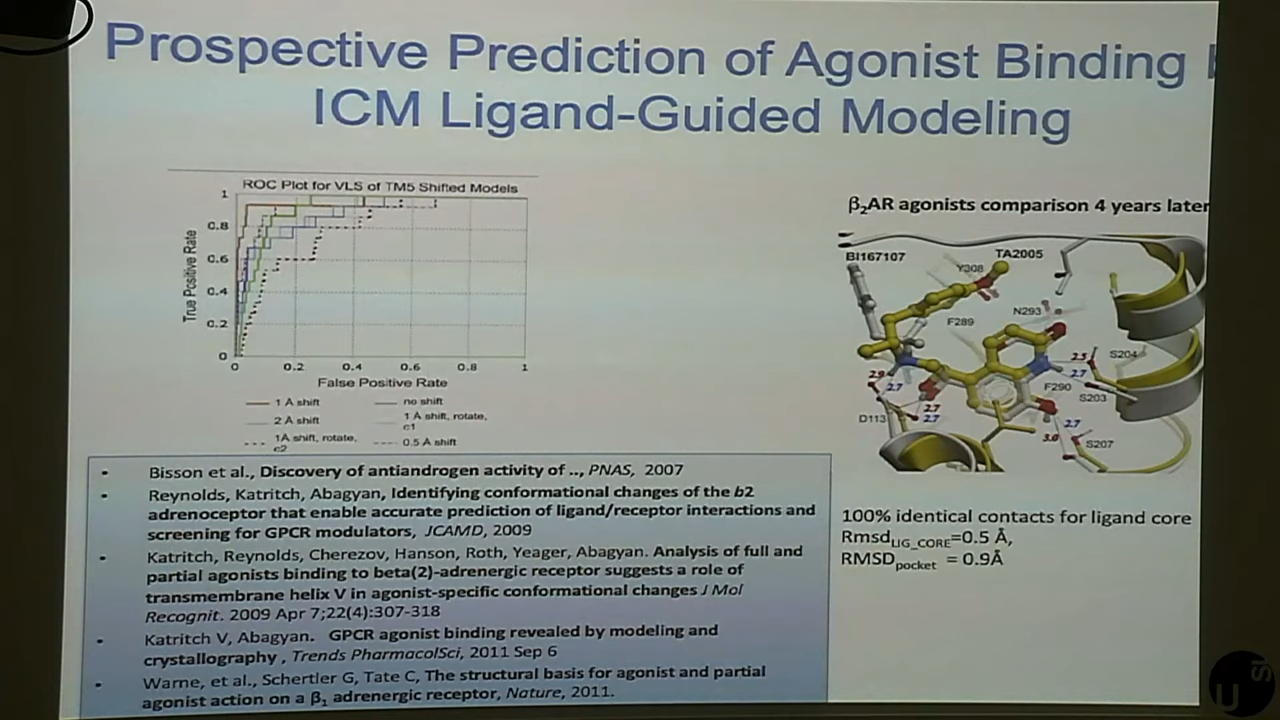 Prospective Prediction of Agonist Binding
ICM Ligand-Guided Modeling
ROC Plot for VLS of TM5 Shifted Models
True Positive Rate
1
0.8
0.6
0.4
0.2
0
0 0.2 0.4 0.6 0.8 1
False Positive Rate
1 Å shift
no shift
2 Å shift
1 Å shift, rotate, c1
1Å shift, rotate, c2
0.5 Å shift
β2AR agonists comparison 4 years later
BI167107
Y308
TA2005
N293
F289
2.5
S204
2.9
2.7
2.7
F290
S203
D113
2.7
2.7
2.7
3.0
S207
100% identical contacts for ligand core
RmsdLIG_CORE=0.5 Å,
RMSDpocket = 0.9Å
• Bisson et al., Discovery of antiandrogen activity of .., PNAS, 2007
• Reynolds, Katritch, Abagyan, Identifying conformational changes of the b2
adrenoceptor that enable accurate prediction of ligand/receptor interactions and
screening for GPCR modulators, JCAMD, 2009
• Katritch, Reynolds, Cherezov, Hanson, Roth, Yeager, Abagyan. Analysis of full and
partial agonists binding to beta(2)-adrenergic receptor suggests a role of
transmembrane helix V in agonist-specific conformational changes J Mol
Recognit. 2009 Apr 7;22(4):307-318
• Katritch V, Abagyan. GPCR agonist binding revealed by modeling and
crystallography , Trends PharmacolSci, 2011 Sep 6
• Warne, et al., Schertler G, Tate C, The structural basis for agonist and partial
agonist action on a β1 adrenergic receptor, Nature, 2011.
U
SI